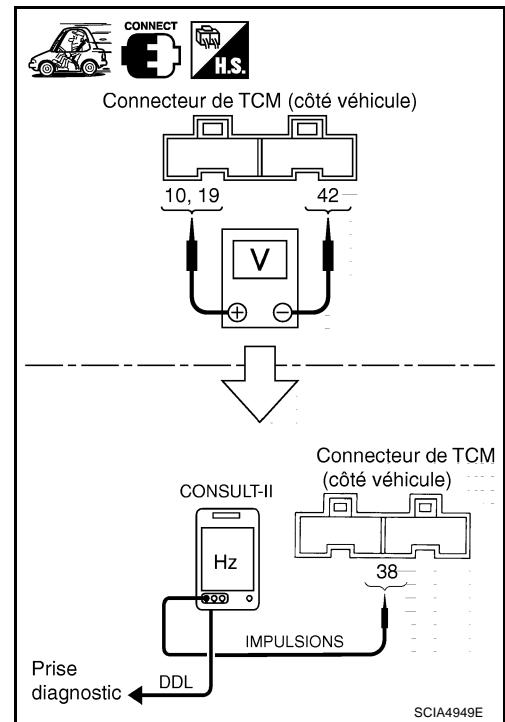 CONNECT
H.S.
Connecteur de TCM (côté véhicule)
10, 19
42
V
+ −
Connecteur de TCM
(côté véhicule)
CONSULT-II
Hz
38
IMPULSIONS
Prise
diagnostic
DDL
SCIA4949E